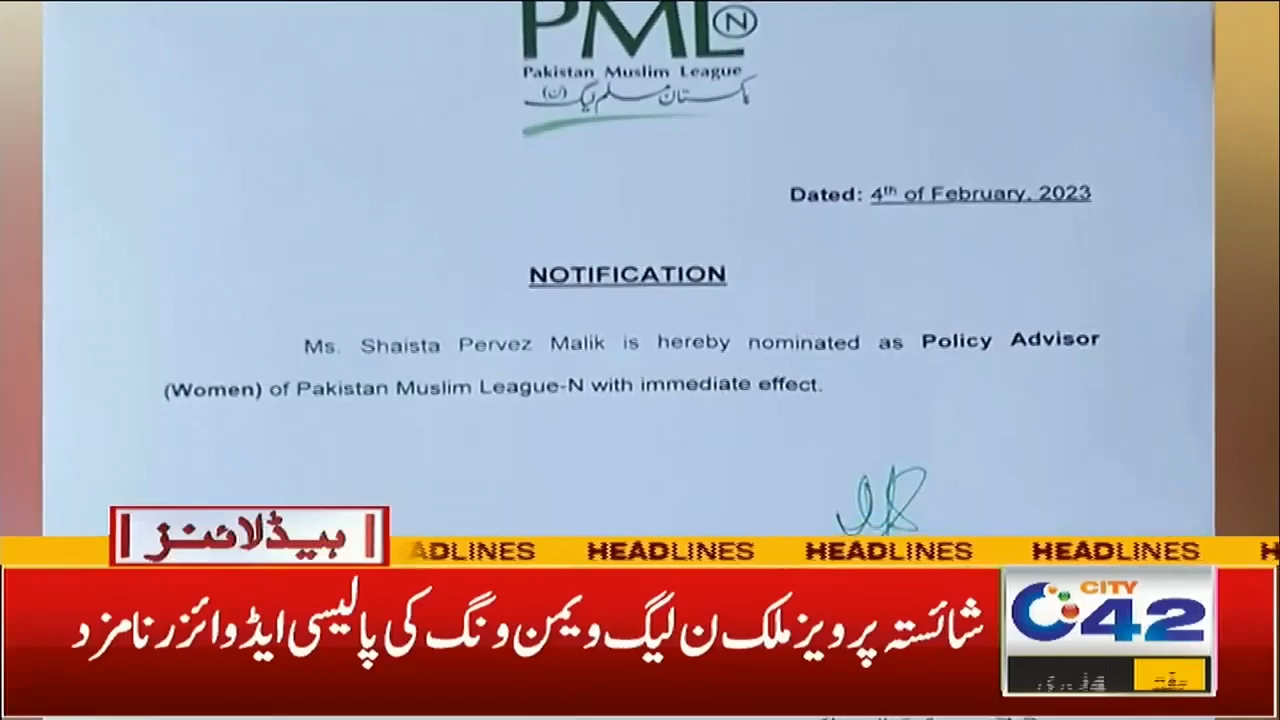 PMLN
Pakistan Muslim League
پاکستان مسلم لیگ (ن)
Dated: 4th of February, 2023
NOTIFICATION
Ms. Shaista Pervez Malik is hereby nominated as Policy Advisor
(Women) of Pakistan Muslim League-N with immediate effect.
ہیڈلائنز
ADLINES HEADLINES HEADLINES HEADLINES H
شائستہ پرویز ملک ن لیگ ویمن ونگ کی پالیسی ایڈوائزر نامزد
CITY
42